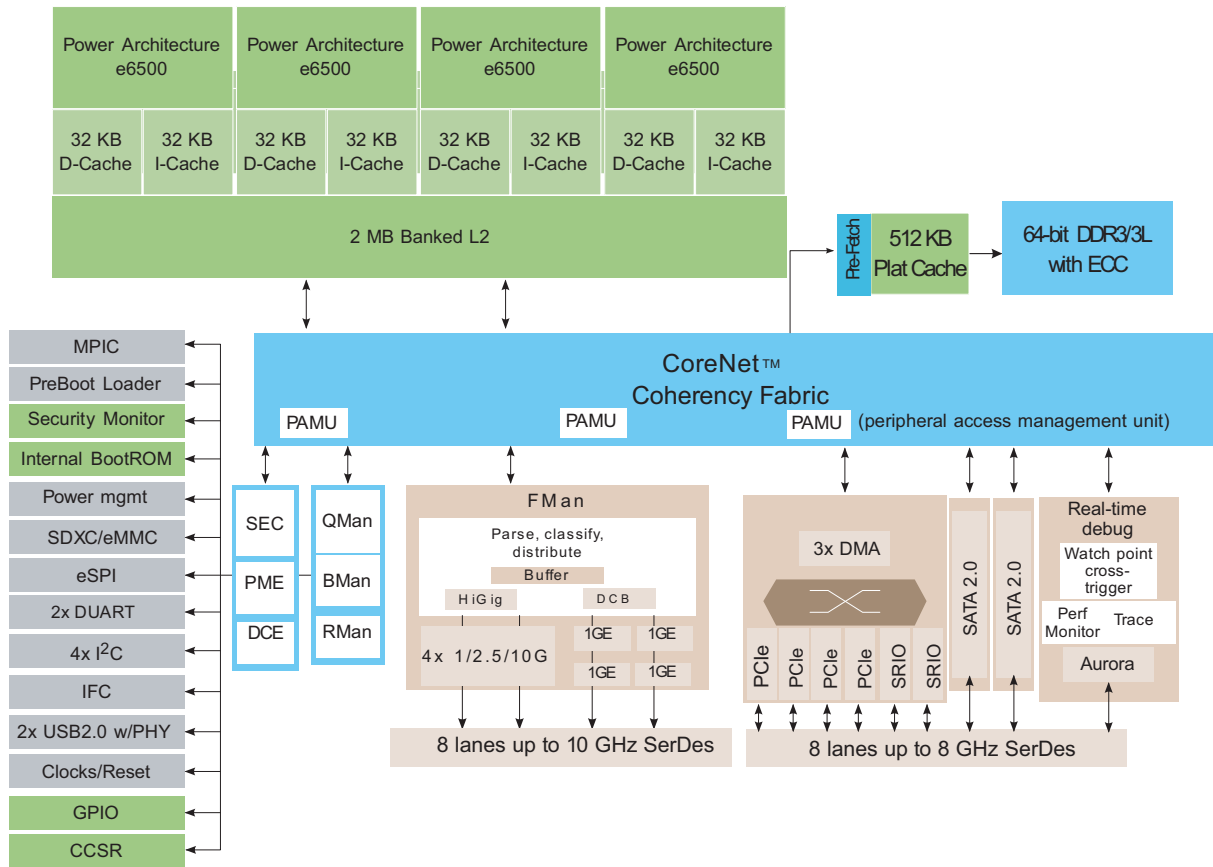 Power Architecture
e6500
Power Architecture
e6500
Power Architecture
e6500
Power Architecture
e6500
32 KB
D-Cache
32 KB
I-Cache
32 KB
D-Cache
32 KB
I-Cache
32 KB
D-Cache
32 KB
I-Cache
32 KB
D-Cache
32 KB
I-Cache
2 MB Banked L2
Pre-Fetch
512 KB
Plat Cache
64-bit DDR3/3L
with ECC
MPIC
PreBoot Loader
Security Monitor
Internal BootROM
Power mgmt
SDXC/eMMC
eSPI
2x DUART
4x I²C
IFC
2x USB2.0 w/PHY
Clocks/Reset
GPIO
CCSR
CoreNet™
Coherency Fabric
PAMU
PAMU
PAMU
(peripheral access management unit)
SEC
PME
DCE
QMan
BMan
RMan
FMan
Parse, classify,
distribute
Buffer
HiGig
DCB
4x 1/2.5/10G
1GE
1GE
1GE
1GE
8 lanes up to 10 GHz SerDes
3x DMA
PCIe
PCIe
PCIe
PCIe
SRIO
SRIO
SATA 2.0
SATA 2.0
Real-time
debug
Watch point
cross-
trigger
Perf
Monitor
Trace
Aurora
8 lanes up to 8 GHz SerDes